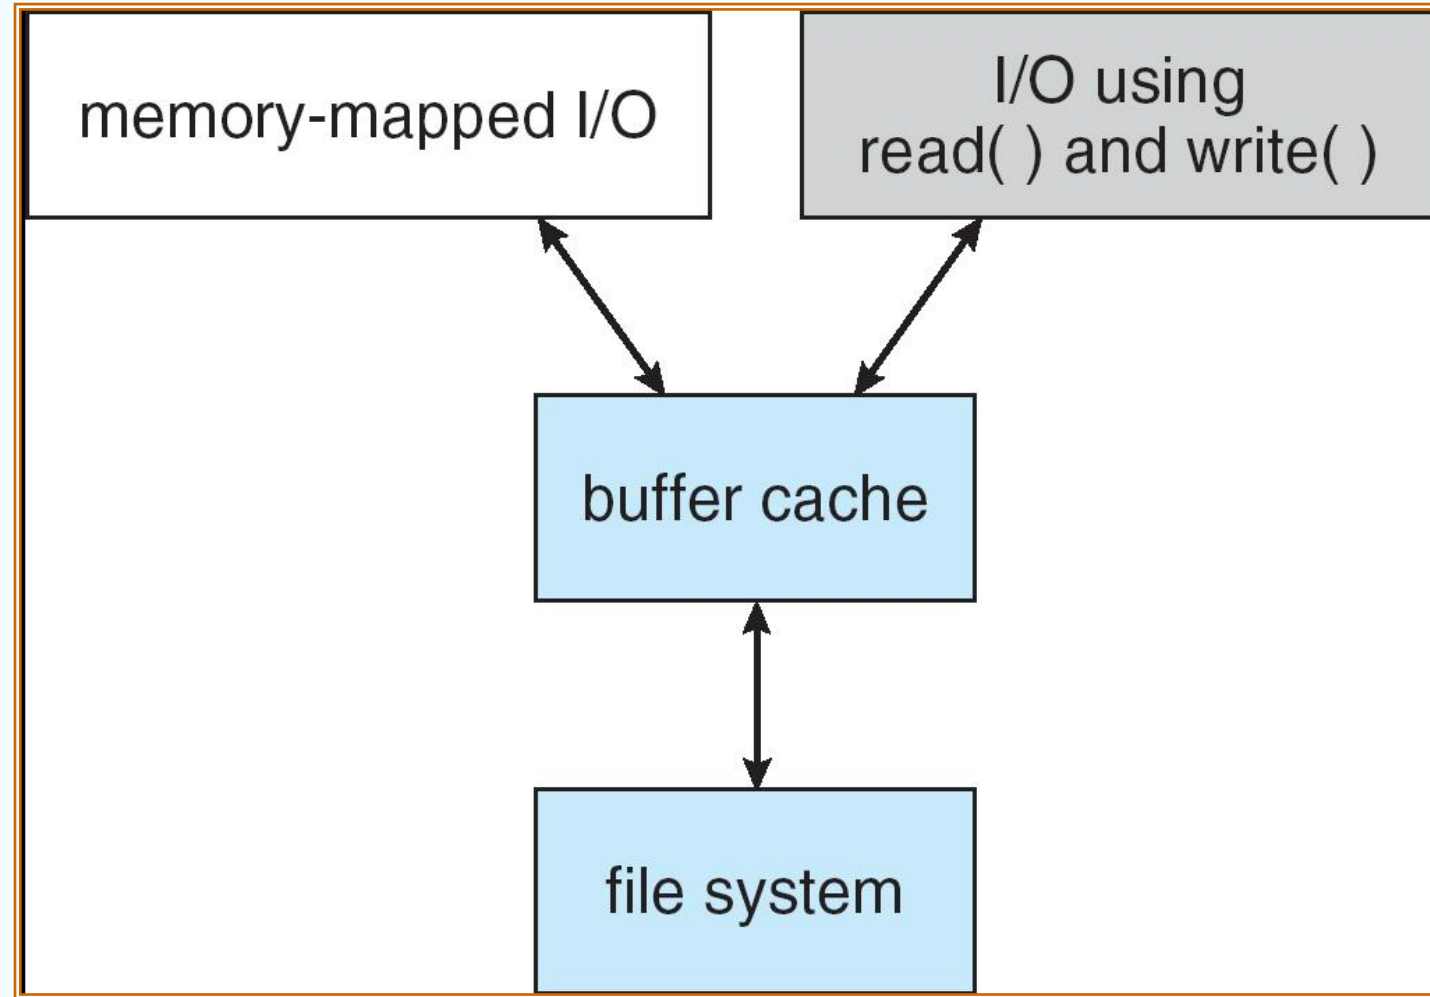 memory-mapped I/O
I/O using
read( ) and write( )
buffer cache
file system